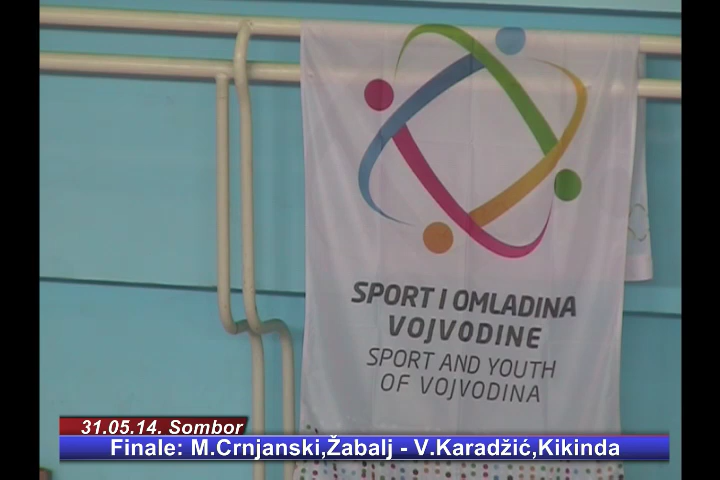 SPORT I OMLADINA
VOJVODINE
SPORT AND YOUTH
OF VOJVODINA
31.05.14. Sombor
Finale: M.Crnjanski,Žabalj - V.Karadžić,Kikinda